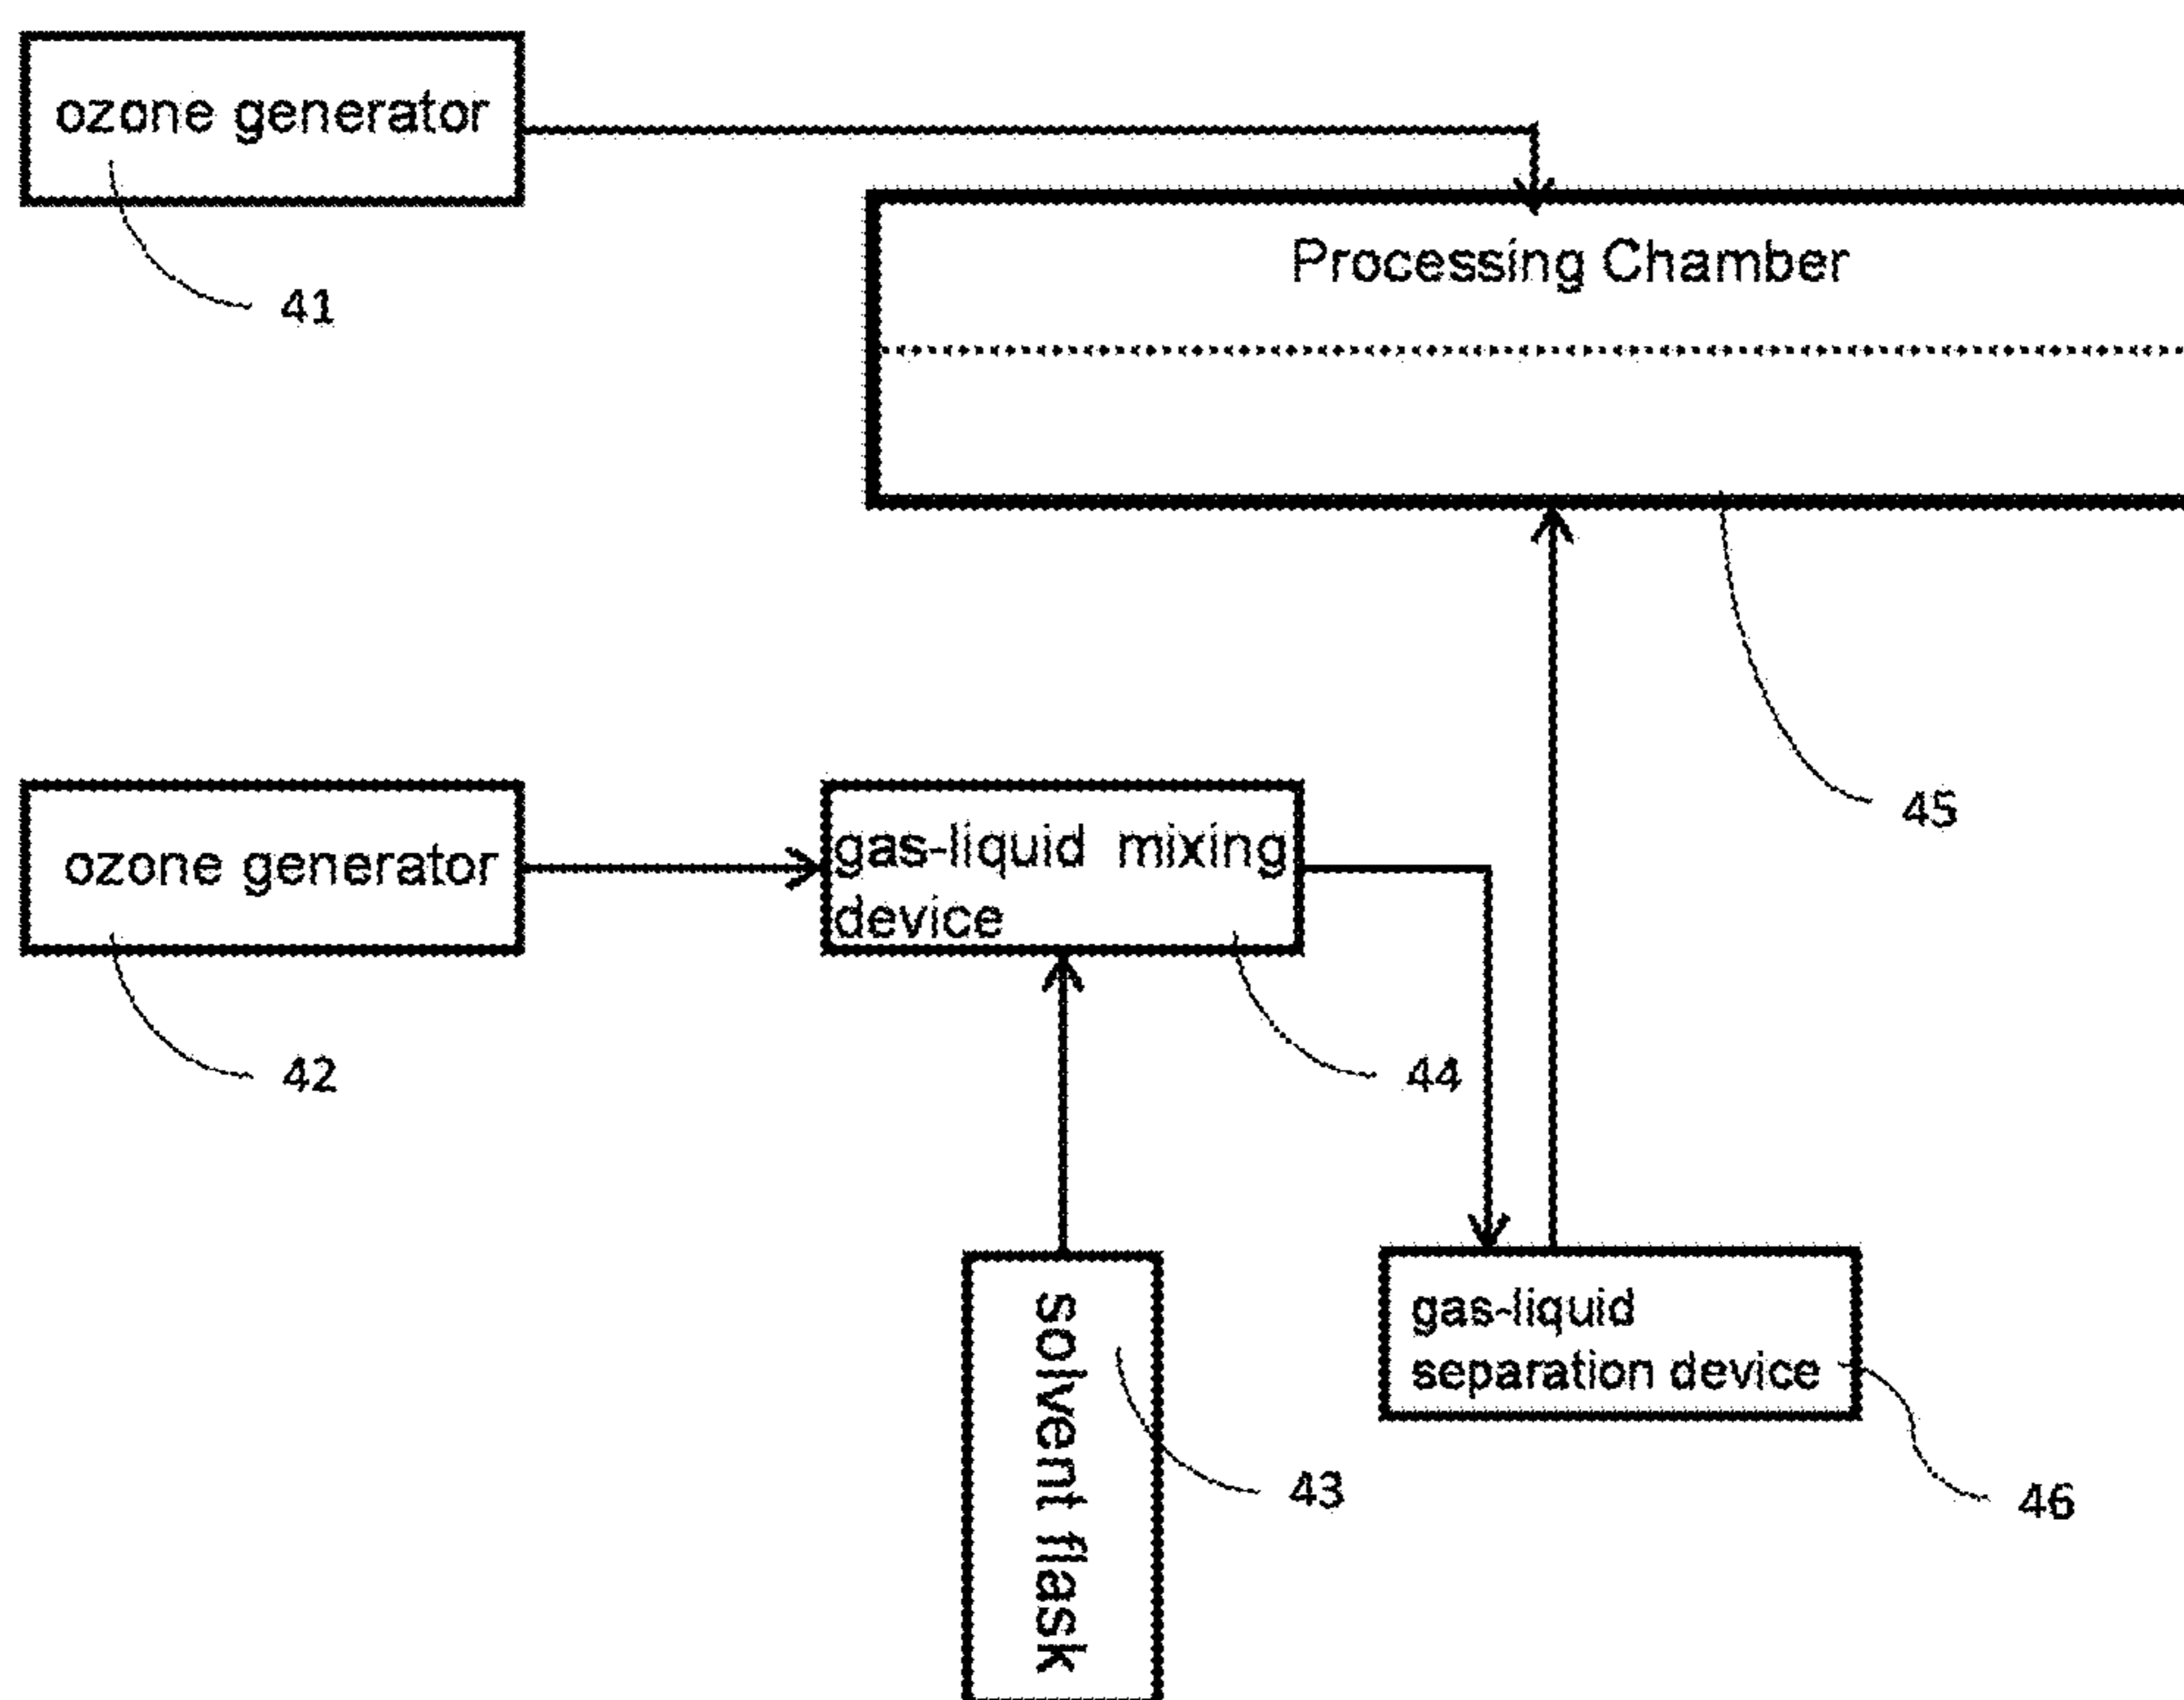 ozone generator
41
Processing Chamber
45
ozone generator
42
gas-liquid mixing
device
44
solvent flask
43
gas-liquid
separation device
46